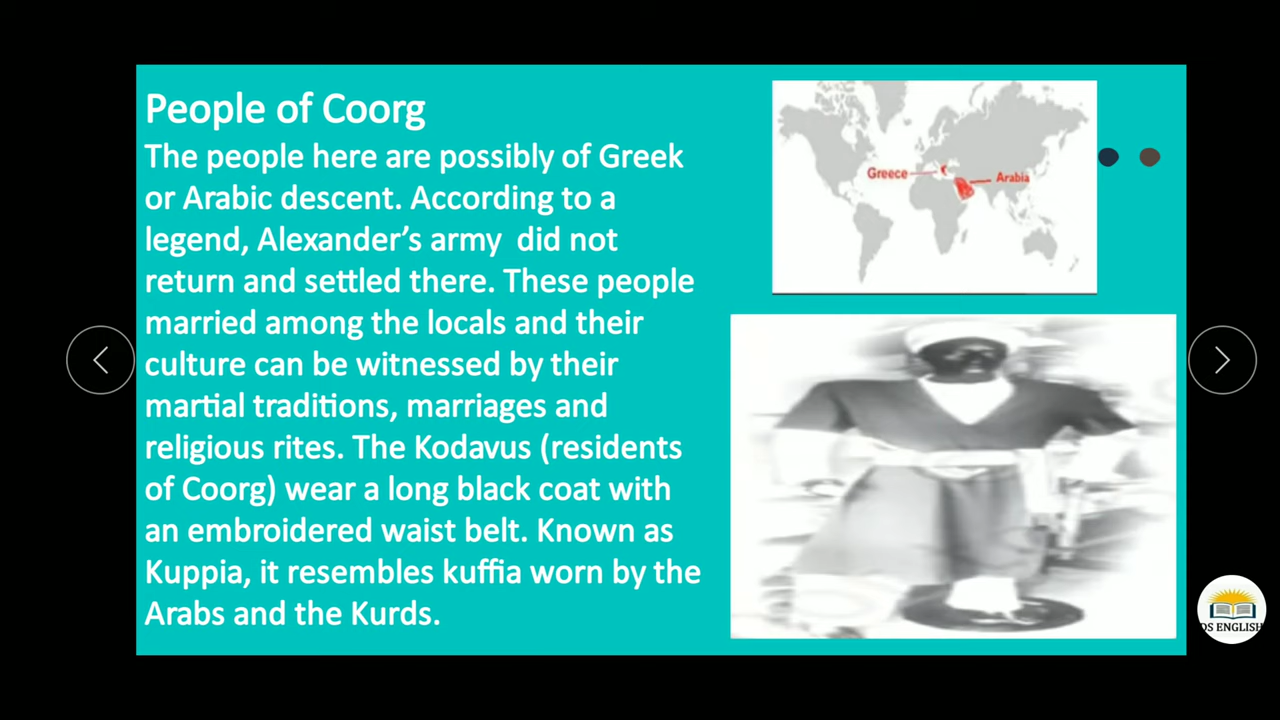 People of Coorg
The people here are possibly of Greek
or Arabic descent. According to a
legend, Alexander’s army did not
return and settled there. These people
married among the locals and their
culture can be witnessed by their
martial traditions, marriages and
religious rites. The Kodavus (residents
of Coorg) wear a long black coat with
an embroidered waist belt. Known as
Kuppia, it resembles kuffia worn by the
Arabs and the Kurds.
Greece
Arabia
DS ENGLISH